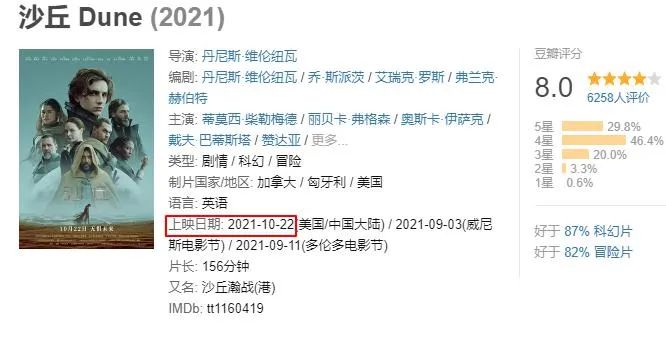 沙丘 Dune (2021)
导演: 丹尼斯·维伦纽瓦
编剧: 丹尼斯·维伦纽瓦 / 乔·斯派茨 / 艾瑞克·罗斯 / 弗兰克·
赫伯特
主演: 蒂莫西·柴勒梅德 / 丽贝卡·弗格森 / 奥斯卡·伊萨克 /
戴夫·巴蒂斯塔 / 赞达亚 / 更多...
类型: 剧情 / 科幻 / 冒险
制片国家/地区: 加拿大 / 匈牙利 / 美国
语言: 英语
上映日期: 2021-10-22(美国/中国大陆) / 2021-09-03(威尼
斯电影节) / 2021-09-11(多伦多电影节)
片长: 156分钟
又名: 沙丘瀚战(港)
IMDb: tt1160419
10月22日 无惧未来
豆瓣评分
8.0
6258人评价
5星 29.8%
4星 46.4%
3星 20.0%
2星 3.3%
1星 0.6%
好于 87% 科幻片
好于 82% 冒险片